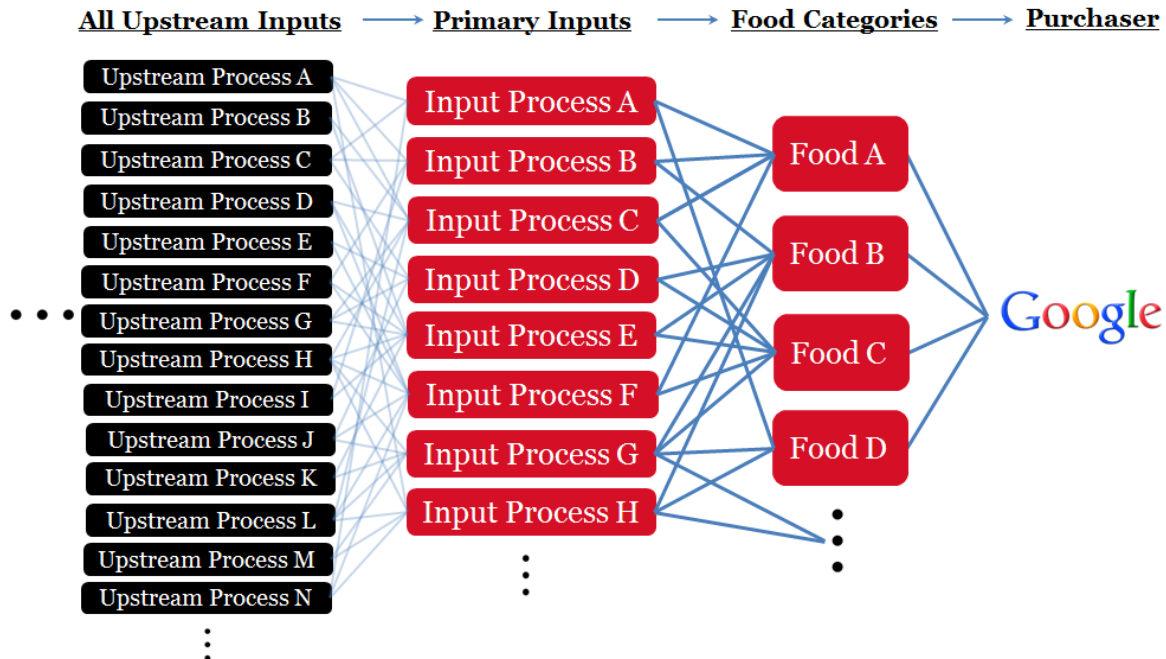 All Upstream Inputs Primary Inputs Food Categories Purchaser
Upstream Process A
Upstream Process B
Upstream Process C
Upstream Process D
Upstream Process E
Upstream Process F
Upstream Process G
Upstream Process H
Upstream Process I
Upstream Process J
Upstream Process K
Upstream Process L
Upstream Process M
Upstream Process N
Input Process A
Input Process B
Input Process C
Input Process D
Input Process E
Input Process F
Input Process G
Input Process H
Food A
Food B
Food C
Food D
Google